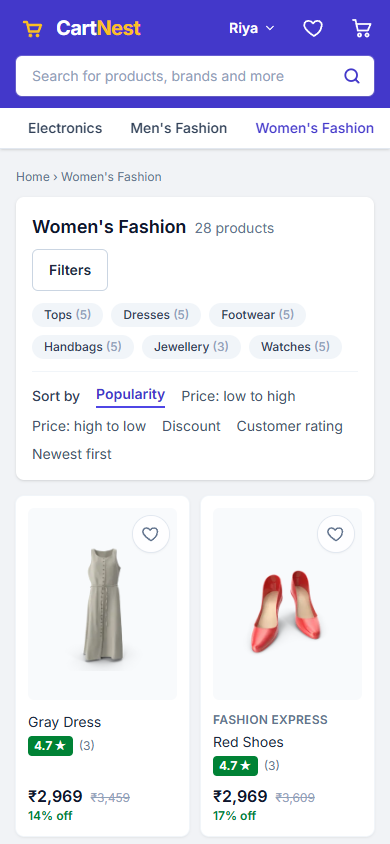 CartNest
Riya
Search for products, brands and more
Electronics Men's Fashion Women's Fashion
Home › Women's Fashion
Women's Fashion 28 products
Filters
Tops (5) Dresses (5) Footwear (5)
Handbags (5) Jewellery (3) Watches (5)
Sort by Popularity Price: low to high
Price: high to low Discount Customer rating
Newest first
Gray Dress
4.7 ★ (3)
₹2,969 ₹3,459
14% off
FASHION EXPRESS
Red Shoes
4.7 ★ (3)
₹2,969 ₹3,609
17% off